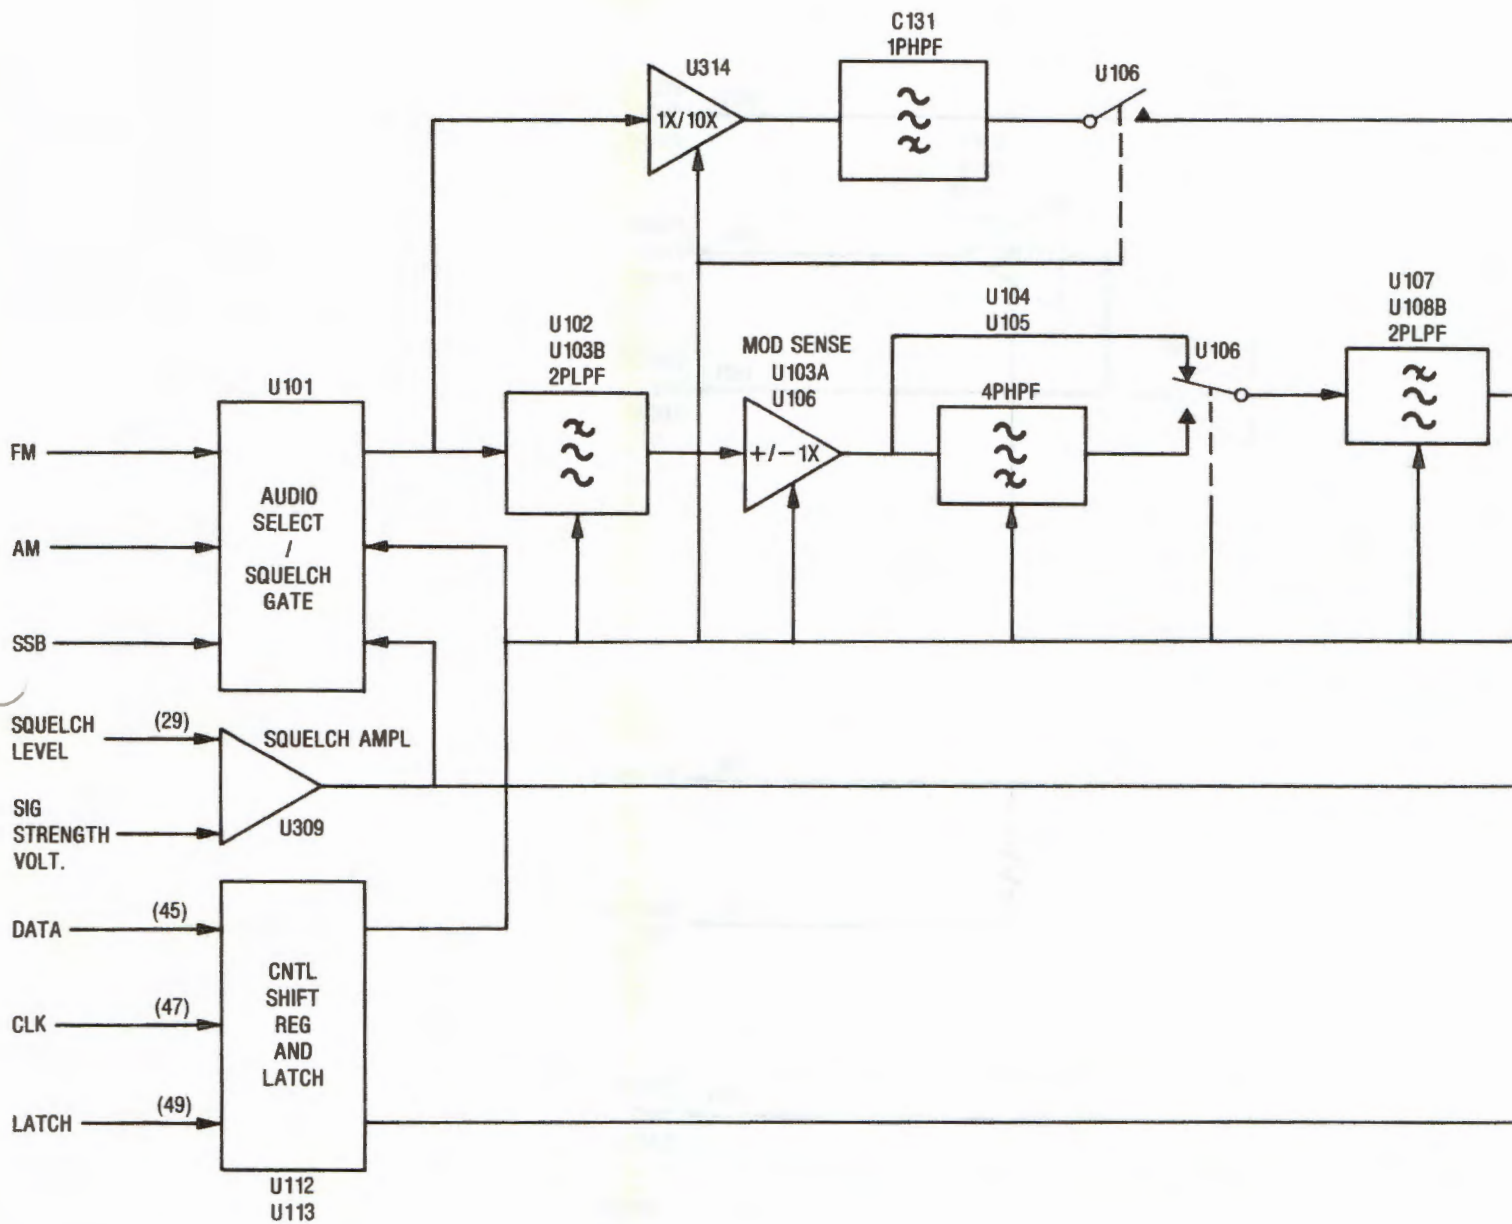 C131
1PHPF
U314
1X/10X
U106
U104
U105
U107
U108B
2PLPF
U102
U103B
2PLPF
MOD SENSE
U103A
U106
+/-1X
4PHPF
U106
U101
FM
AM
SSB
AUDIO
SELECT
/
SQUELCH
GATE
SQUELCH
LEVEL
(29)
SQUELCH AMPL
SIG
STRENGTH
VOLT.
U309
DATA
(45)
CLK
(47)
LATCH
(49)
CNTL
SHIFT
REG
AND
LATCH
U112
U113